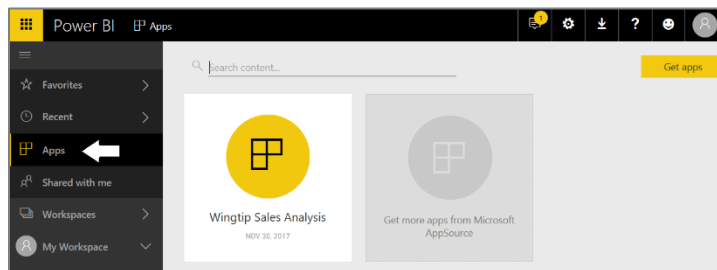 Power BI
Apps
1
?
Search content...
Get apps
Favorites
Recent
Apps
Shared with me
Workspaces
My Workspace
Wingtip Sales Analysis
NOV 30, 2017
Get more apps from Microsoft
AppSource